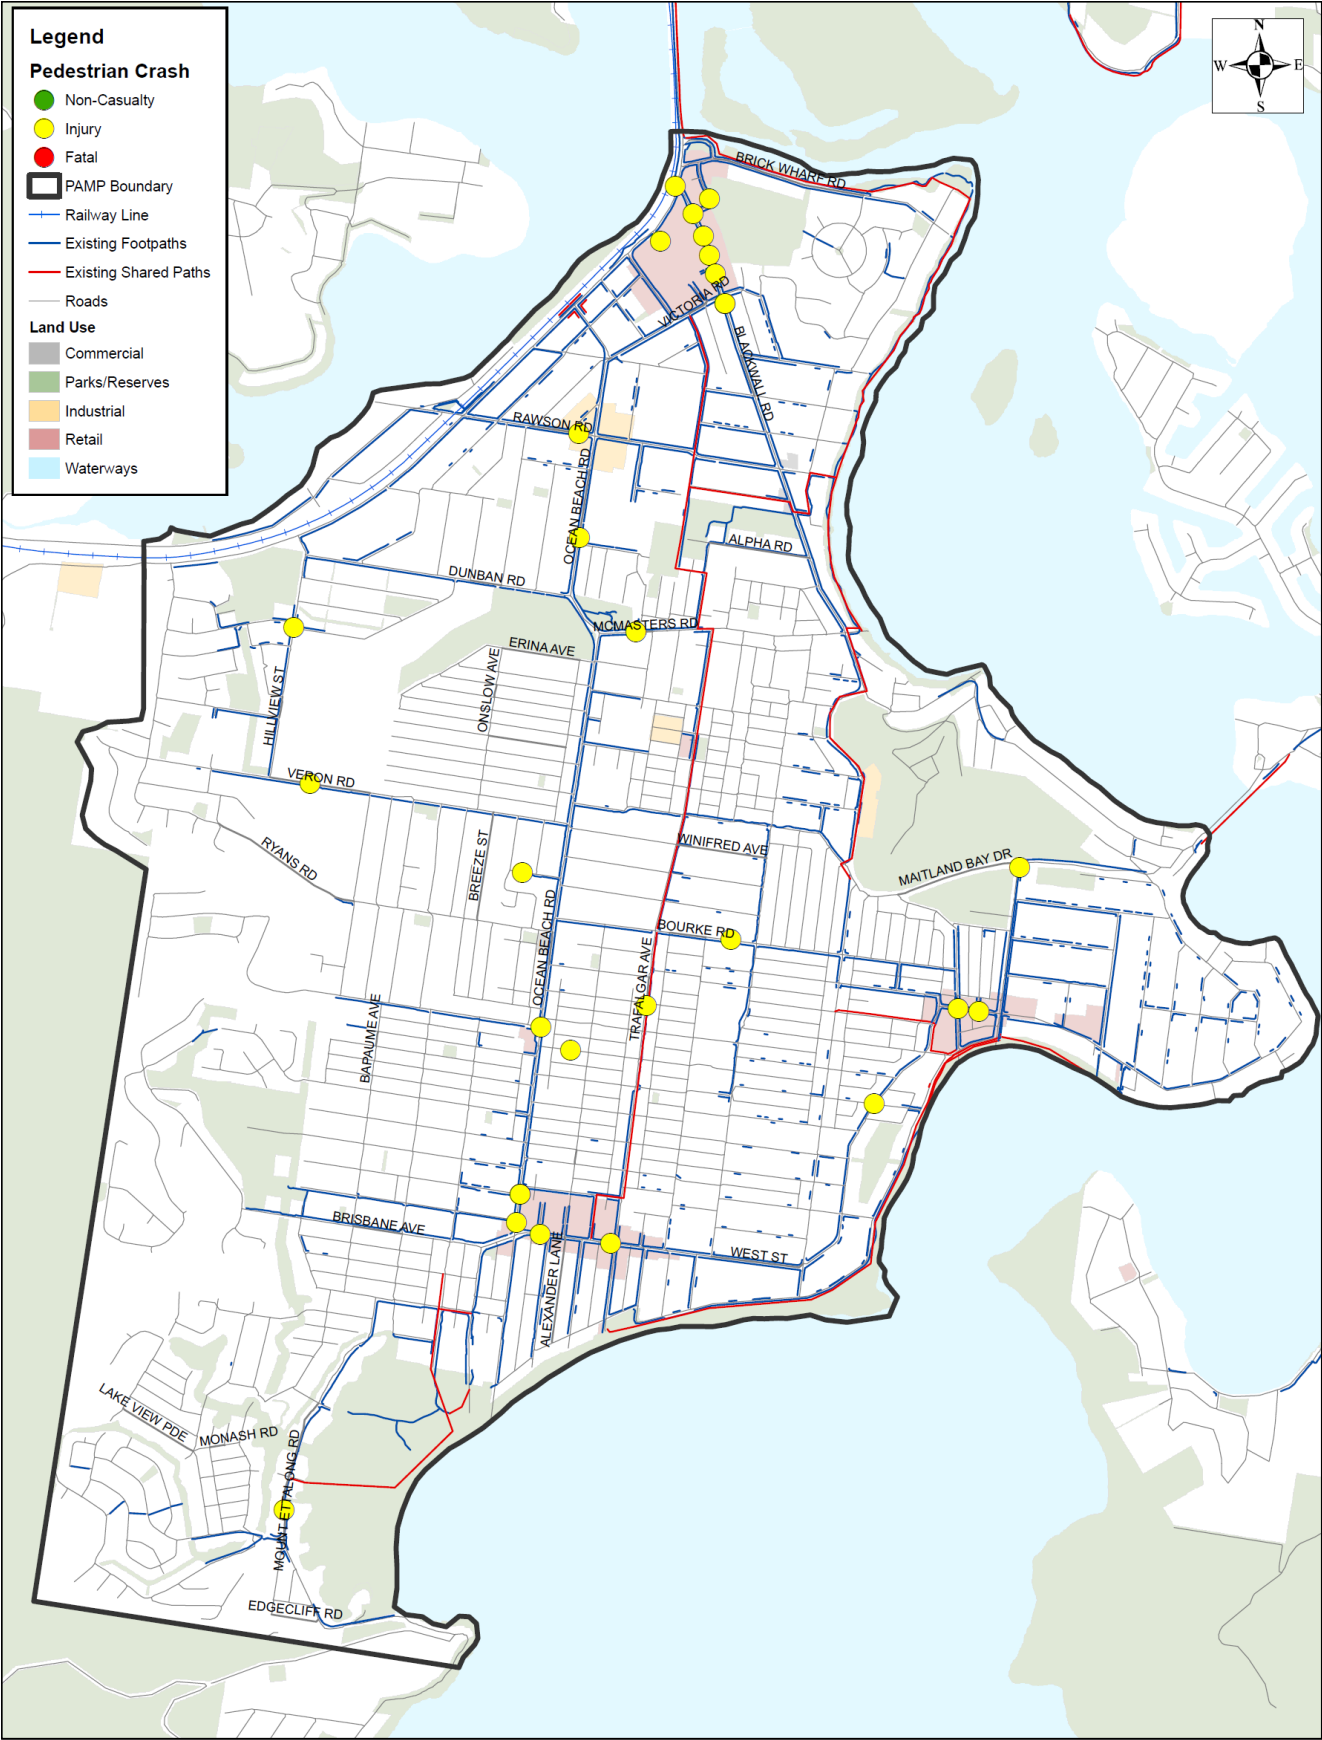 Legend
Pedestrian Crash
Non-Casualty
Injury
Fatal
PAMP Boundary
Railway Line
Existing Footpaths
Existing Shared Paths
Roads
Land Use
Commercial
Parks/Reserves
Industrial
Retail
Waterways
N
W
E
S
BRICK WHARF RD
VICTORIA RD
BLACKWALL RD
RAWSON RD
OCEAN BEACH RD
ALPHA RD
DUNBAN RD
MCMASTERS RD
ERINA AVE
ONSLOW AVE
HILLVIEW ST
VERON RD
RYANS RD
BREEZE ST
WINIFRED AVE
MAITLAND BAY DR
OCEAN BEACH RD
BOURKE RD
TRAFALGAR AVE
BAPAUME AVE
BRISBANE AVE
ALEXANDER LANE
WEST ST
LAKE VIEW PDE
MONASH RD
MOUNT ETTALONG RD
EDGECLIFF RD